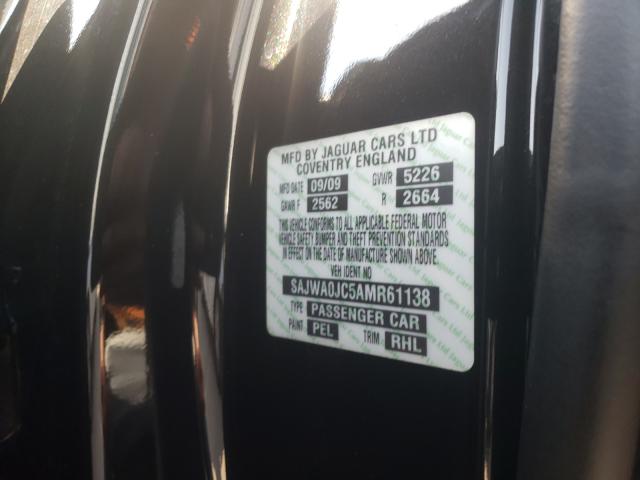 MFD BY JAGUAR CARS LTD
COVENTRY ENGLAND
MFD DATE 09/09 GVWR 5226
GAWR F 2562 R 2664
THIS VEHICLE CONFORMS TO ALL APPLICABLE FEDERAL MOTOR
VEHICLE SAFETY BUMPER AND THEFT PREVENTION STANDARDS
IN EFFECT ON THE DATE OF MANUFACTURE SHOWN ABOVE.
VEH IDENT NO
SAJWA0JC5AMR61138
TYPE PASSENGER CAR
PAINT PEL TRIM RHL